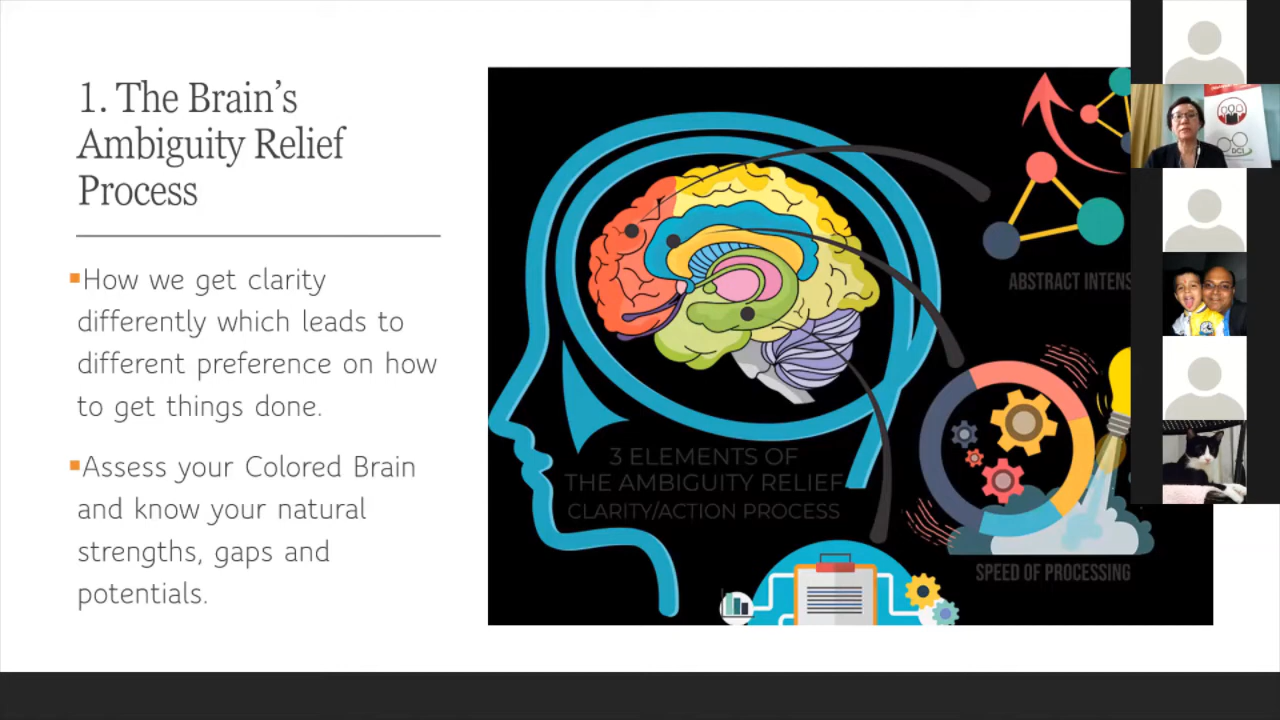 1. The Brain's
Ambiguity Relief
Process
▪How we get clarity
differently which leads to
different preference on how
to get things done.
▪Assess your Colored Brain
and know your natural
strengths, gaps and
potentials.
ABSTRACT INTENS
3 ELEMENTS OF
THE AMBIGUITY RELIEF
CLARITY/ACTION PROCESS
SPEED OF PROCESSING
DCI